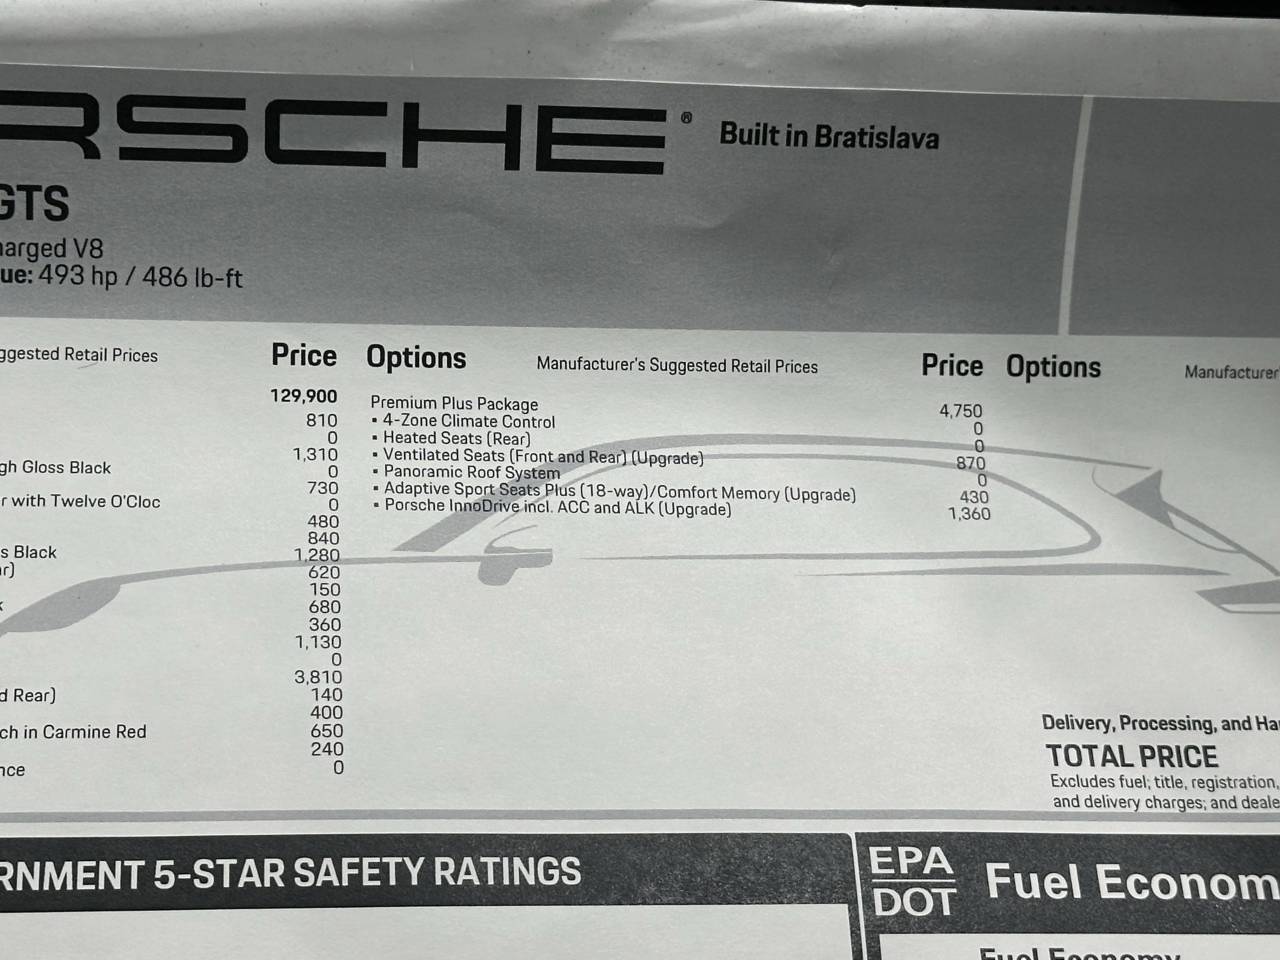 RSCHE® Built in Bratislava
GTS
harged V8
ue: 493 hp / 486 lb-ft
ggested Retail Prices Price
129,900
810
0
1,310
gh Gloss Black 0
730
r with Twelve O'Cloc 0
480
840
s Black 1,280
r) 620
150
680
360
1,130
0
3,810
d Rear) 140
400
ch in Carmine Red 650
240
nce 0
Options Manufacturer's Suggested Retail Prices Price
Premium Plus Package 4,750
▪ 4-Zone Climate Control 0
▪ Heated Seats (Rear) 0
▪ Ventilated Seats (Front and Rear) (Upgrade) 870
▪ Panoramic Roof System 0
▪ Adaptive Sport Seats Plus (18-way)/Comfort Memory (Upgrade) 430
▪ Porsche InnoDrive incl. ACC and ALK (Upgrade) 1,360
Options Manufacturer
Delivery, Processing, and Ha
TOTAL PRICE
Excludes fuel; title, registration,
and delivery charges; and deale
RNMENT 5-STAR SAFETY RATINGS
EPA
DOT
Fuel Econom
Fuel Economy